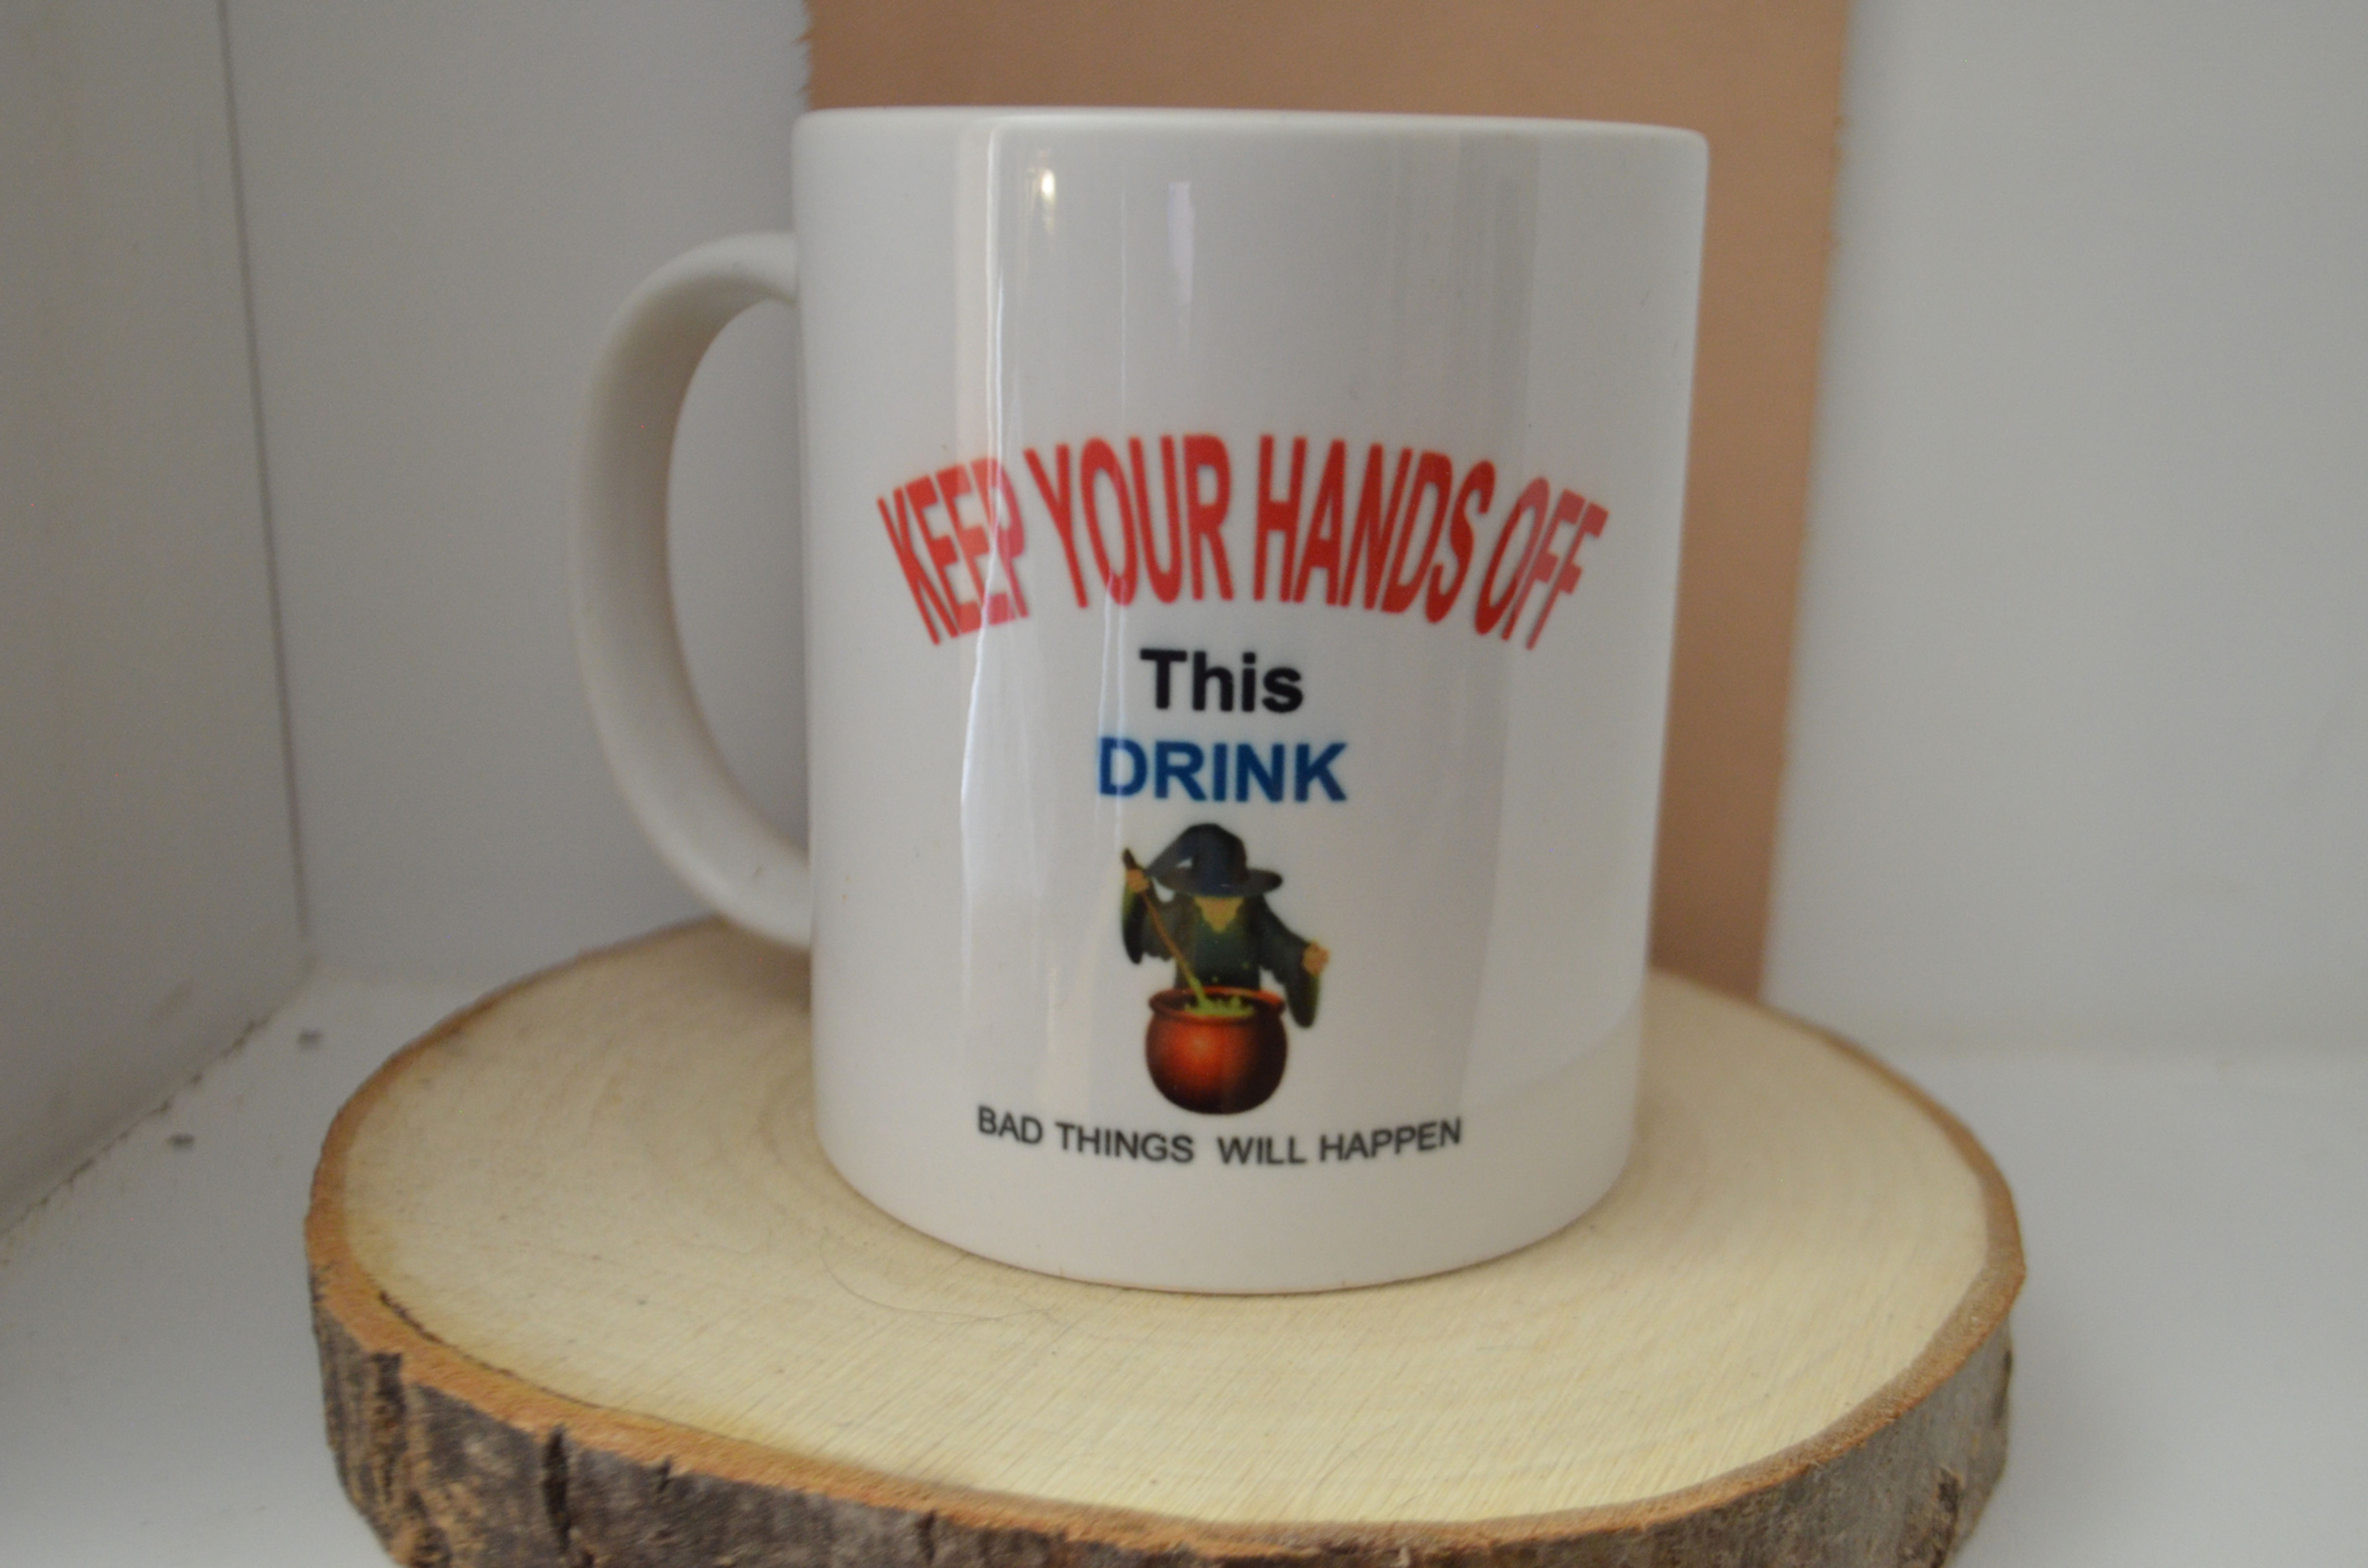 KEEP YOUR HANDS OFF
This
DRINK
BAD THINGS WILL HAPPEN